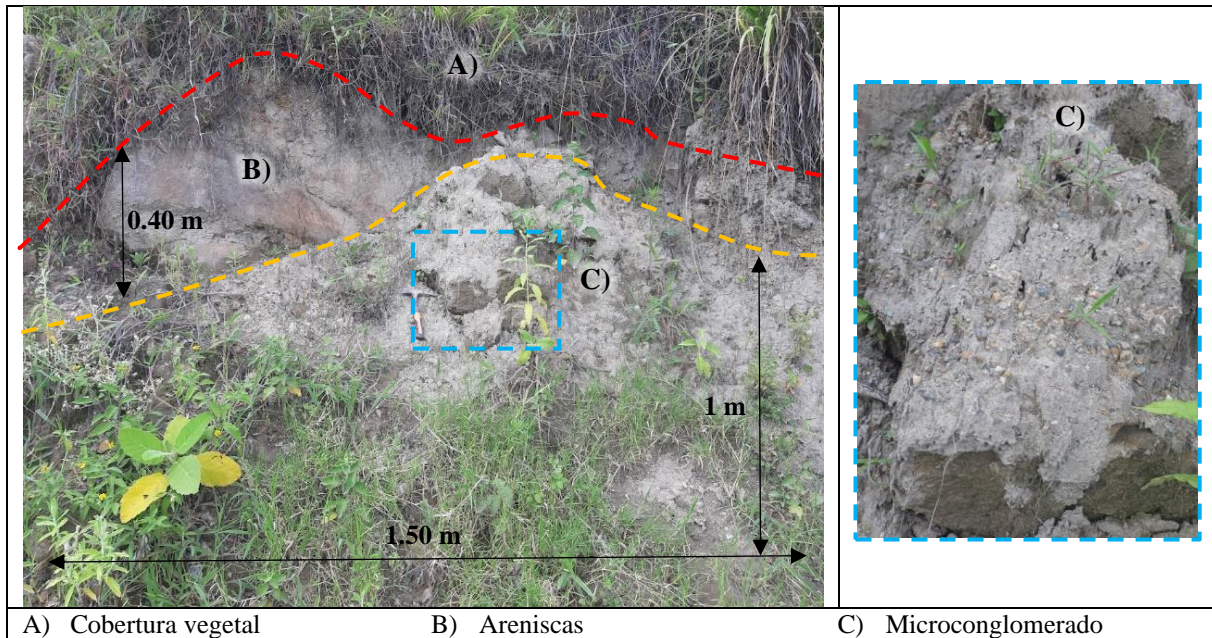 A)
C)
B)
0.40 m
C)
1 m
1.50 m
A) Cobertura vegetal B) Areniscas C) Microconglomerado